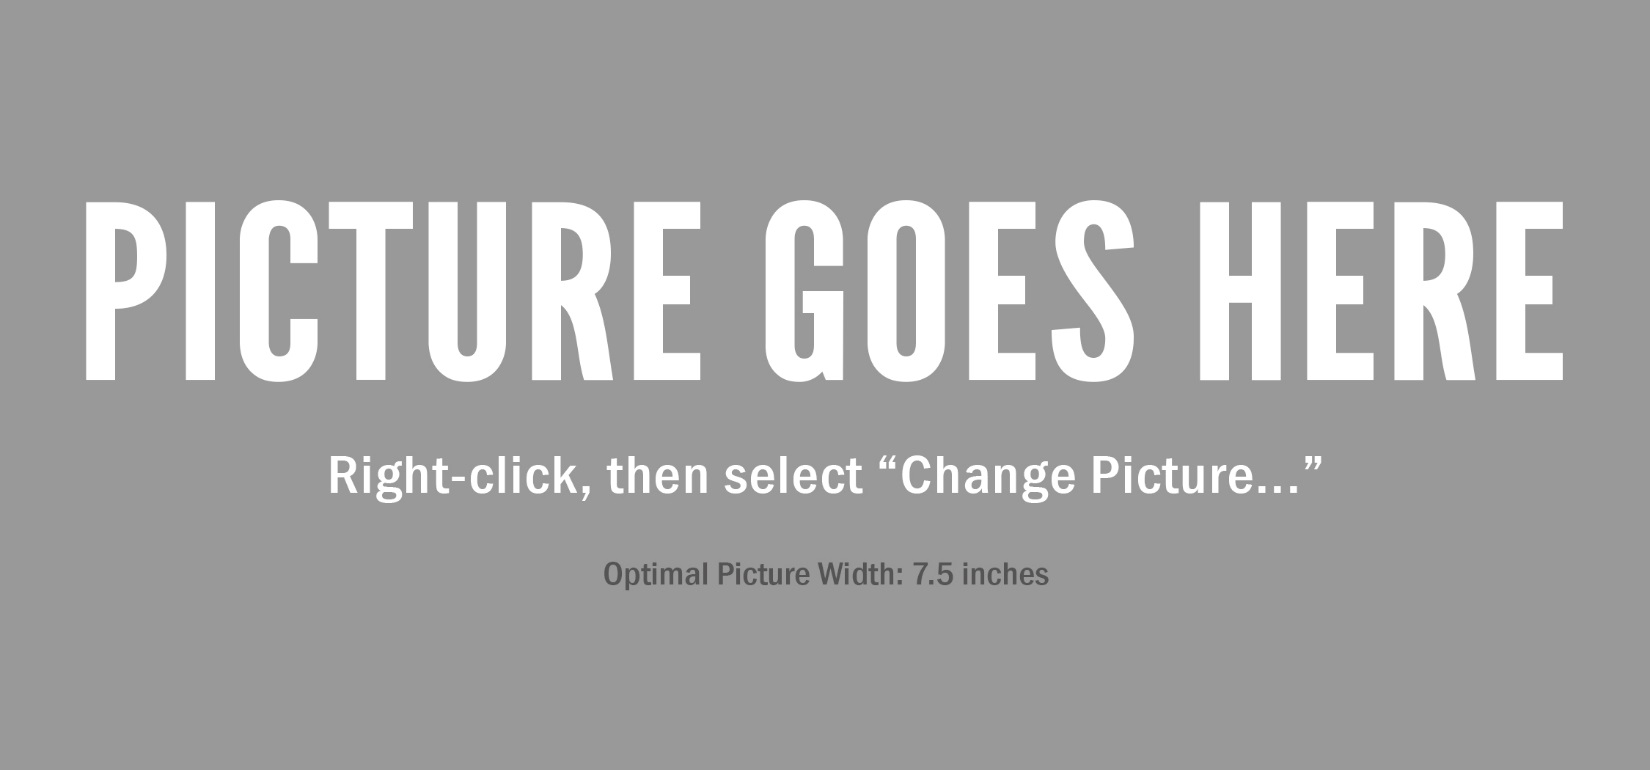 PICTURE GOES HERE
Right-click, then select “Change Picture...”
Optimal Picture Width: 7.5 inches